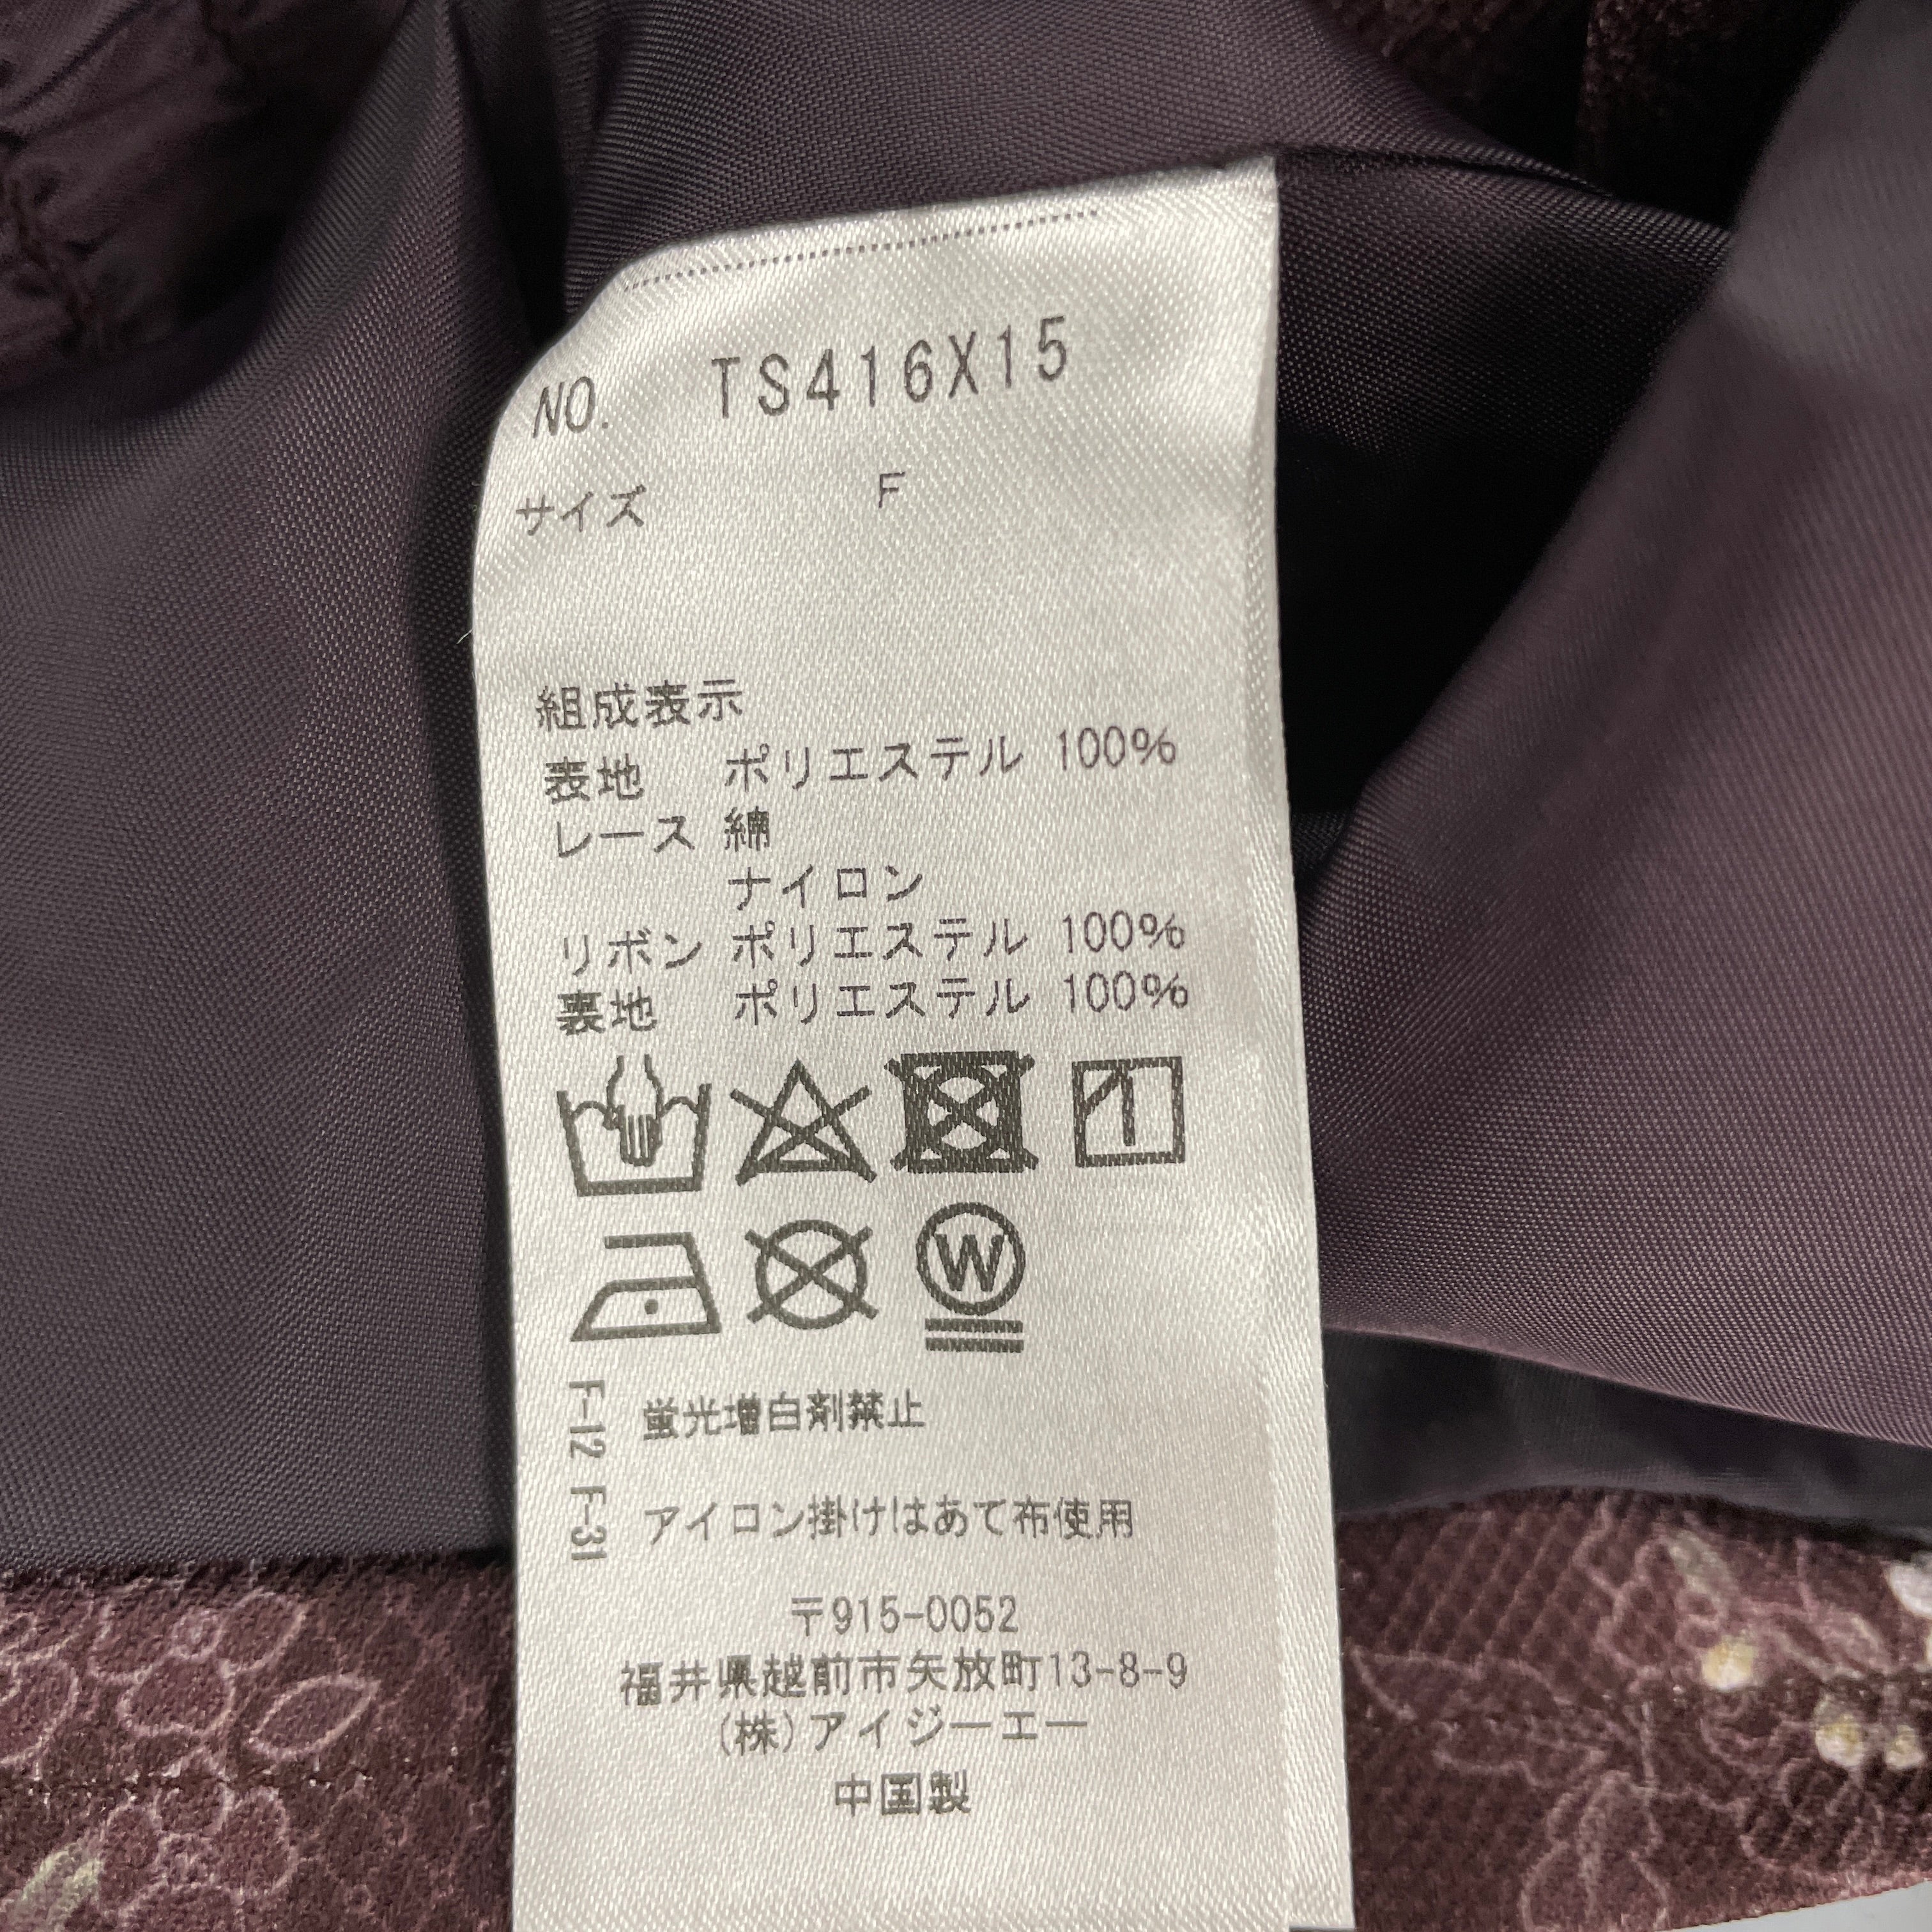 NO. TS416X15
サイズ F
組成表示
表地 ポリエステル 100%
レース 綿
ナイロン
リボン ポリエステル 100%
裏地 ポリエステル 100%
W
F-12 F-31
蛍光増白剤禁止
アイロン掛けはあて布使用
〒915-0052
福井県越前市矢放町13-8-9
(株)アイジーエー
中国製